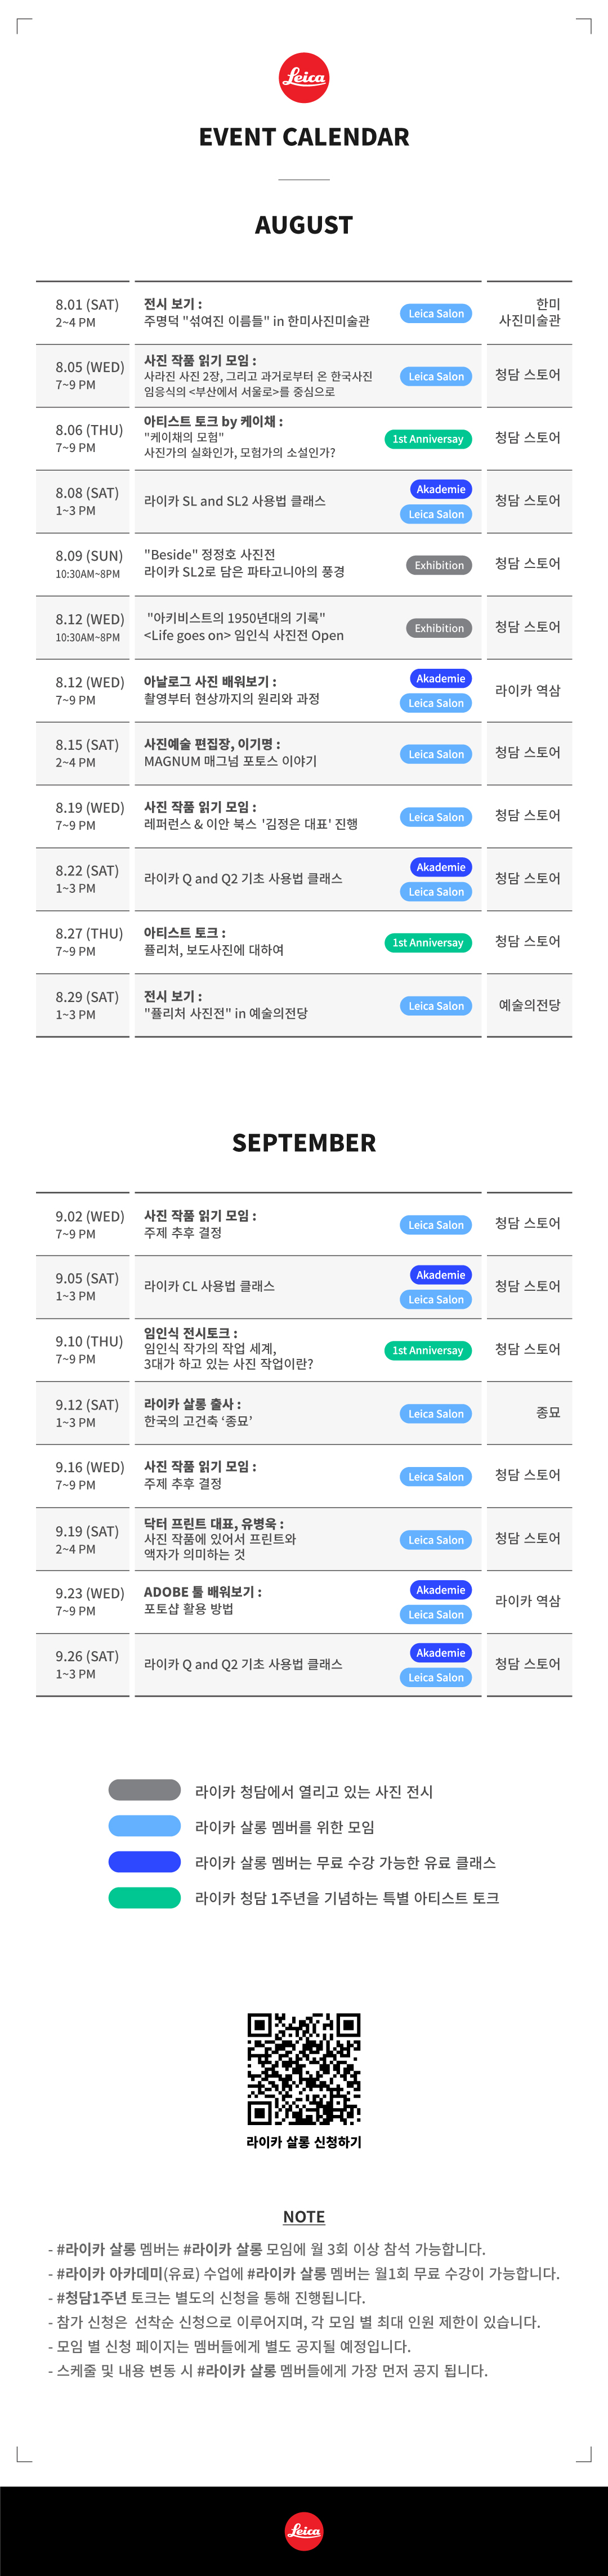 Leica
EVENT CALENDAR
AUGUST
8.01 (SAT)
2~4 PM
전시 보기 :
주명덕 "섞여진 이름들" in 한미사진미술관
Leica Salon
한미
사진미술관
8.05 (WED)
7~9 PM
사진 작품 읽기 모임 :
사라진 사진 2장, 그리고 과거로부터 온 한국사진
임응식의 <부산에서 서울로>를 중심으로
Leica Salon
청담 스토어
8.06 (THU)
7~9 PM
아티스트 토크 by 케이채 :
"케이채의 모험"
사진가의 실화인가, 모험가의 소설인가?
1st Anniversay
청담 스토어
8.08 (SAT)
1~3 PM
라이카 SL and SL2 사용법 클래스
Akademie
Leica Salon
청담 스토어
8.09 (SUN)
10:30AM~8PM
"Beside" 정정호 사진전
라이카 SL2로 담은 파타고니아의 풍경
Exhibition
청담 스토어
8.12 (WED)
10:30AM~8PM
"아키비스트의 1950년대의 기록"
<Life goes on> 임인식 사진전 Open
Exhibition
청담 스토어
8.12 (WED)
7~9 PM
아날로그 사진 배워보기 :
촬영부터 현상까지의 원리와 과정
Akademie
Leica Salon
라이카 역삼
8.15 (SAT)
2~4 PM
사진예술 편집장, 이기명 :
MAGNUM 매그넘 포토스 이야기
Leica Salon
청담 스토어
8.19 (WED)
7~9 PM
사진 작품 읽기 모임 :
레퍼런스 & 이안 북스 '김정은 대표' 진행
Leica Salon
청담 스토어
8.22 (SAT)
1~3 PM
라이카 Q and Q2 기초 사용법 클래스
Akademie
Leica Salon
청담 스토어
8.27 (THU)
7~9 PM
아티스트 토크 :
퓰리처, 보도사진에 대하여
1st Anniversay
청담 스토어
8.29 (SAT)
1~3 PM
전시 보기 :
"퓰리처 사진전" in 예술의전당
Leica Salon
예술의전당
SEPTEMBER
9.02 (WED)
7~9 PM
사진 작품 읽기 모임 :
주제 추후 결정
Leica Salon
청담 스토어
9.05 (SAT)
1~3 PM
라이카 CL 사용법 클래스
Akademie
Leica Salon
청담 스토어
9.10 (THU)
7~9 PM
임인식 전시토크 :
임인식 작가의 작업 세계,
3대가 하고 있는 사진 작업이란?
1st Anniversay
청담 스토어
9.12 (SAT)
1~3 PM
라이카 살롱 출사 :
한국의 고건축 ‘종묘’
Leica Salon
종묘
9.16 (WED)
7~9 PM
사진 작품 읽기 모임 :
주제 추후 결정
Leica Salon
청담 스토어
9.19 (SAT)
2~4 PM
닥터 프린트 대표, 유병욱 :
사진 작품에 있어서 프린트와
액자가 의미하는 것
Leica Salon
청담 스토어
9.23 (WED)
7~9 PM
ADOBE 툴 배워보기 :
포토샵 활용 방법
Akademie
Leica Salon
라이카 역삼
9.26 (SAT)
1~3 PM
라이카 Q and Q2 기초 사용법 클래스
Akademie
Leica Salon
청담 스토어
라이카 청담에서 열리고 있는 사진 전시
라이카 살롱 멤버를 위한 모임
라이카 살롱 멤버는 무료 수강 가능한 유료 클래스
라이카 청담 1주년을 기념하는 특별 아티스트 토크
라이카 살롱 신청하기
NOTE
- #라이카 살롱 멤버는 #라이카 살롱 모임에 월 3회 이상 참석 가능합니다.
- #라이카 아카데미(유료) 수업에 #라이카 살롱 멤버는 월1회 무료 수강이 가능합니다.
- #청담1주년 토크는 별도의 신청을 통해 진행됩니다.
- 참가 신청은 선착순 신청으로 이루어지며, 각 모임 별 최대 인원 제한이 있습니다.
- 모임 별 신청 페이지는 멤버들에게 별도 공지될 예정입니다.
- 스케줄 및 내용 변동 시 #라이카 살롱 멤버들에게 가장 먼저 공지 됩니다.
Leica